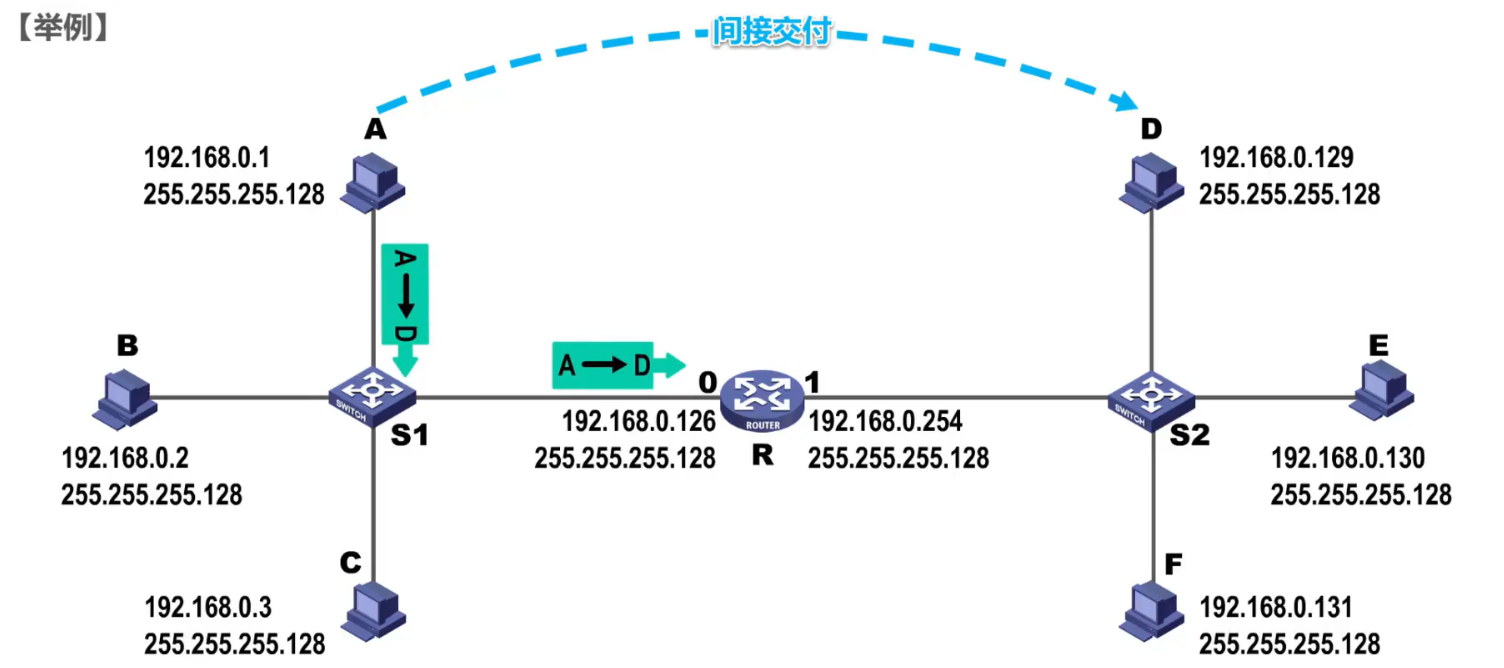 【举例】
间接交付
A
192.168.0.1
255.255.255.128
D
192.168.0.129
255.255.255.128
A → D
B
192.168.0.2
255.255.255.128
SWITCH
S1
A → D
0
1
192.168.0.126
255.255.255.128
ROUTER
R
192.168.0.254
255.255.255.128
SWITCH
S2
E
192.168.0.130
255.255.255.128
C
192.168.0.3
255.255.255.128
F
192.168.0.131
255.255.255.128